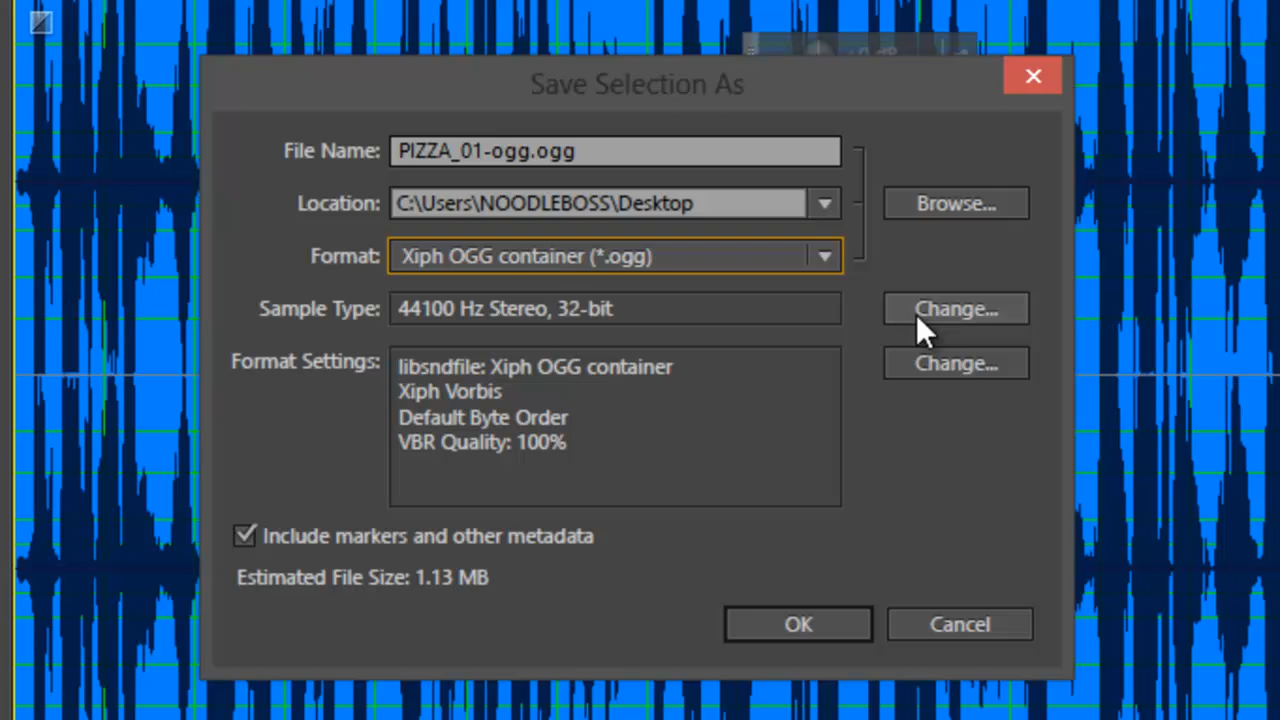 Save Selection As
File Name: PIZZA_01-ogg.ogg
Location: C:\Users\NOODLEBOSS\Desktop Browse...
Format: Xiph OGG container (*.ogg)
Sample Type: 44100 Hz Stereo, 32-bit Change...
Format Settings: libsndfile: Xiph OGG container Change...
Xiph Vorbis
Default Byte Order
VBR Quality: 100%
Include markers and other metadata
Estimated File Size: 1.13 MB
OK Cancel